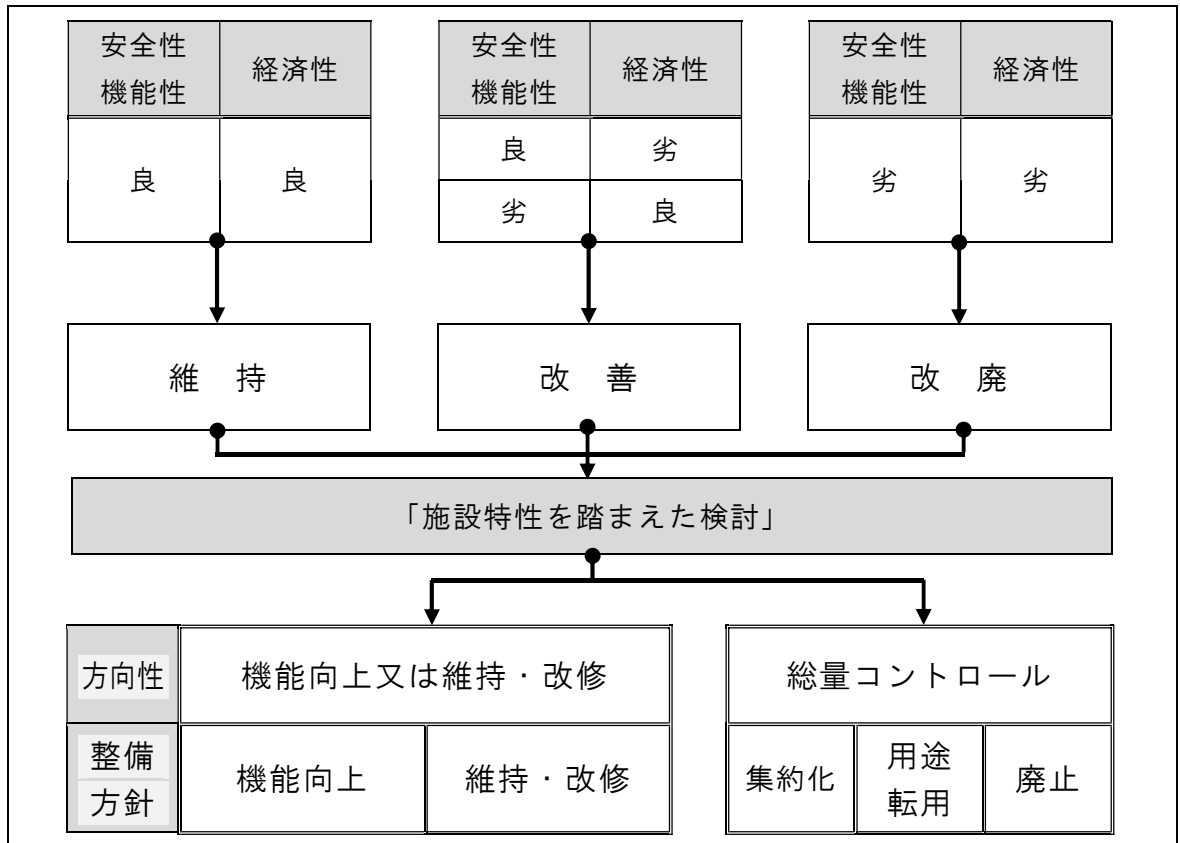 安全性
機能性
経済性
良
良
安全性
機能性
経済性
良
劣
劣
良
安全性
機能性
経済性
劣
劣
維　持
改　善
改　廃
「施設特性を踏まえた検討」
方向性
機能向上又は維持・改修
総量コントロール
整備
方針
機能向上
維持・改修
集約化
用途
転用
廃止